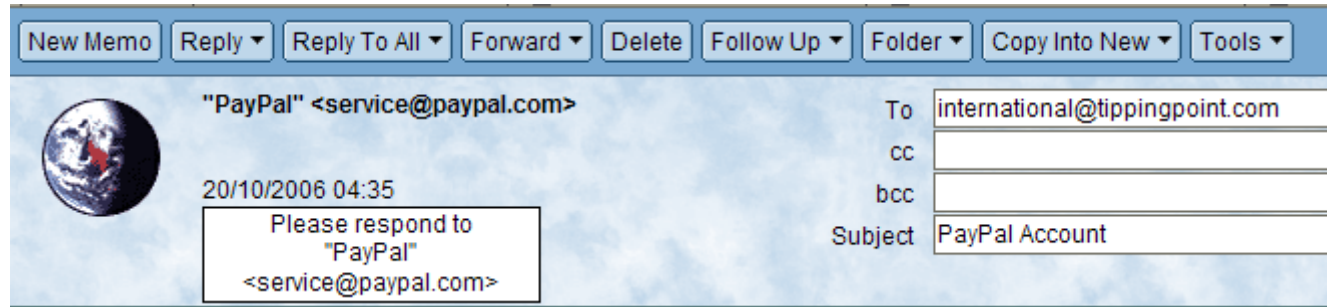 New Memo Reply Reply To All Forward Delete Follow Up Folder Copy Into New Tools
"PayPal" <service@paypal.com>
To international@tippingpoint.com
cc
20/10/2006 04:35
bcc
Please respond to
"PayPal"
<service@paypal.com>
Subject PayPal Account